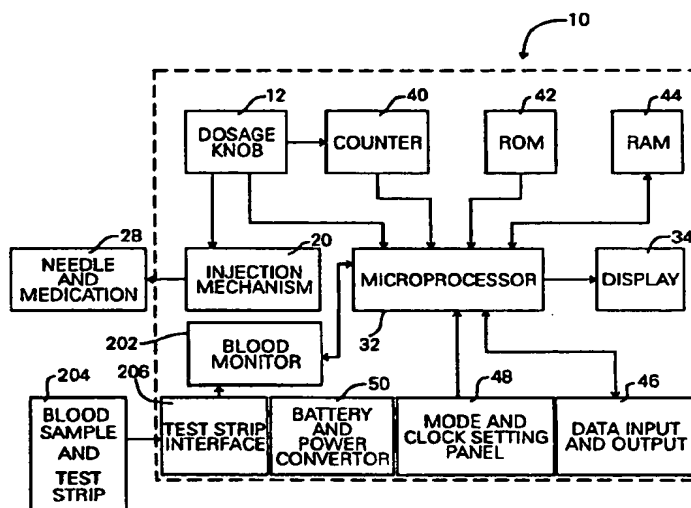 10
12
40
42
44
DOSAGE
KNOB
COUNTER
ROM
RAM
28
20
34
NEEDLE
AND
MEDICATION
INJECTION
MECHANISM
MICROPROCESSOR
DISPLAY
32
202
BLOOD
MONITOR
204
206
50
48
46
BLOOD
SAMPLE
AND
TEST
STRIP
TEST STRIP
INTERFACE
BATTERY
AND
POWER
CONVERTOR
MODE AND
CLOCK SETTING
PANEL
DATA INPUT
AND OUTPUT